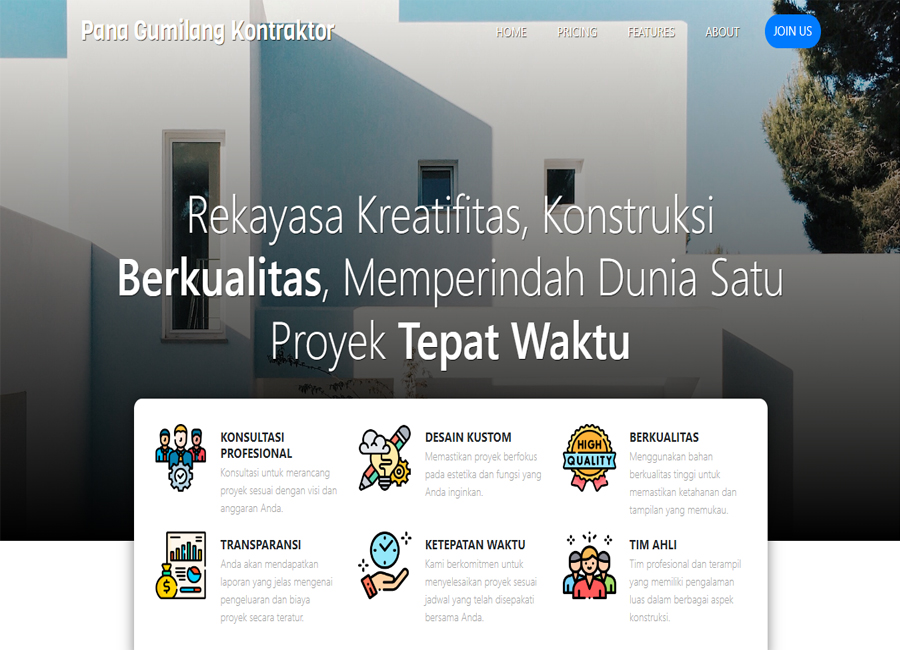 Pana Gumilang Kontraktor
HOME PRICING FEATURES ABOUT JOIN US
Rekayasa Kreatifitas, Konstruksi
Berkualitas, Memperindah Dunia Satu
Proyek Tepat Waktu
KONSULTASI
PROFESIONAL
Konsultasi untuk merancang
proyek sesuai dengan visi dan
anggaran Anda.
DESAIN KUSTOM
Memastikan proyek berfokus
pada estetika dan fungsi yang
Anda inginkan.
HIGH
QUALITY
BERKUALITAS
Menggunakan bahan
berkualitas tinggi untuk
memastikan ketahanan dan
tampilan yang memukau.
$
TRANSPARANSI
Anda akan mendapatkan
laporan yang jelas mengenai
pengeluaran dan biaya
proyek secara teratur.
KETEPATAN WAKTU
Kami berkomitmen untuk
menyelesaikan proyek sesuai
jadwal yang telah disepakati
bersama Anda.
TIM AHLI
Tim profesional dan terampil
yang memiliki pengalaman
luas dalam berbagai aspek
konstruksi.